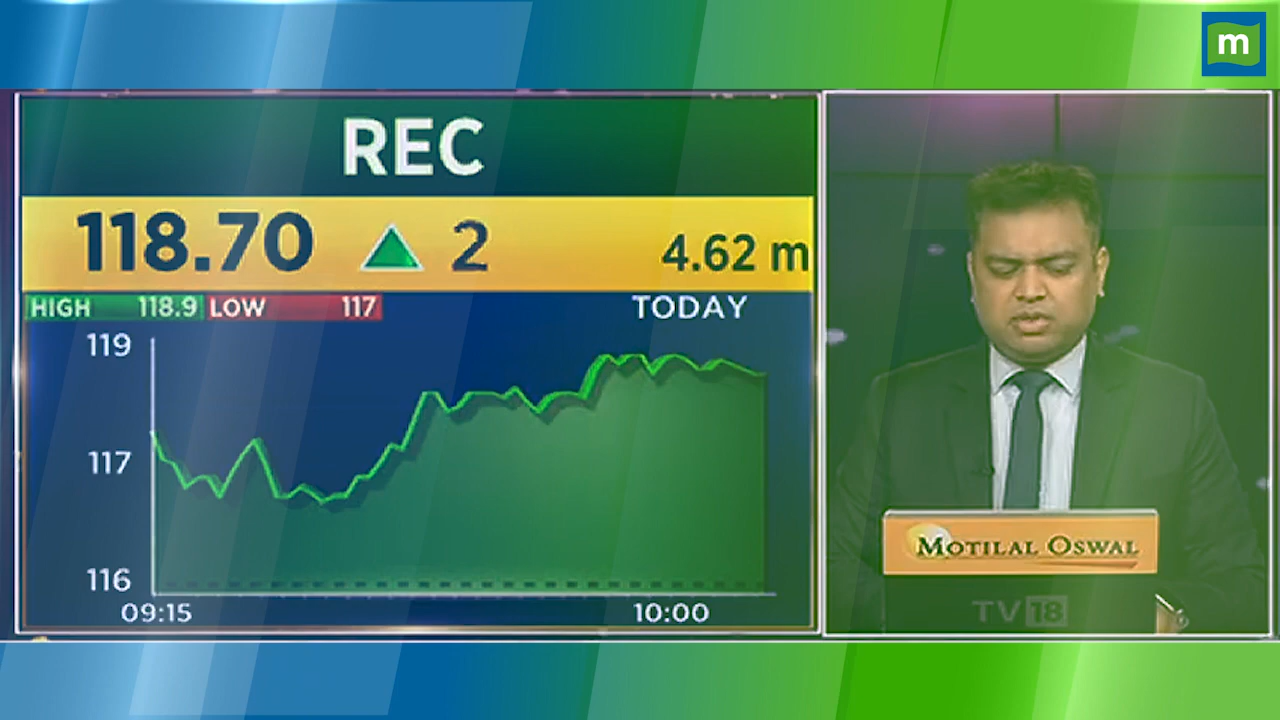 m
REC
118.70 ▲ 2 4.62 m
HIGH 118.9 LOW 117 TODAY
119
117
116
09:15 10:00
MOTILAL OSWAL
TV18